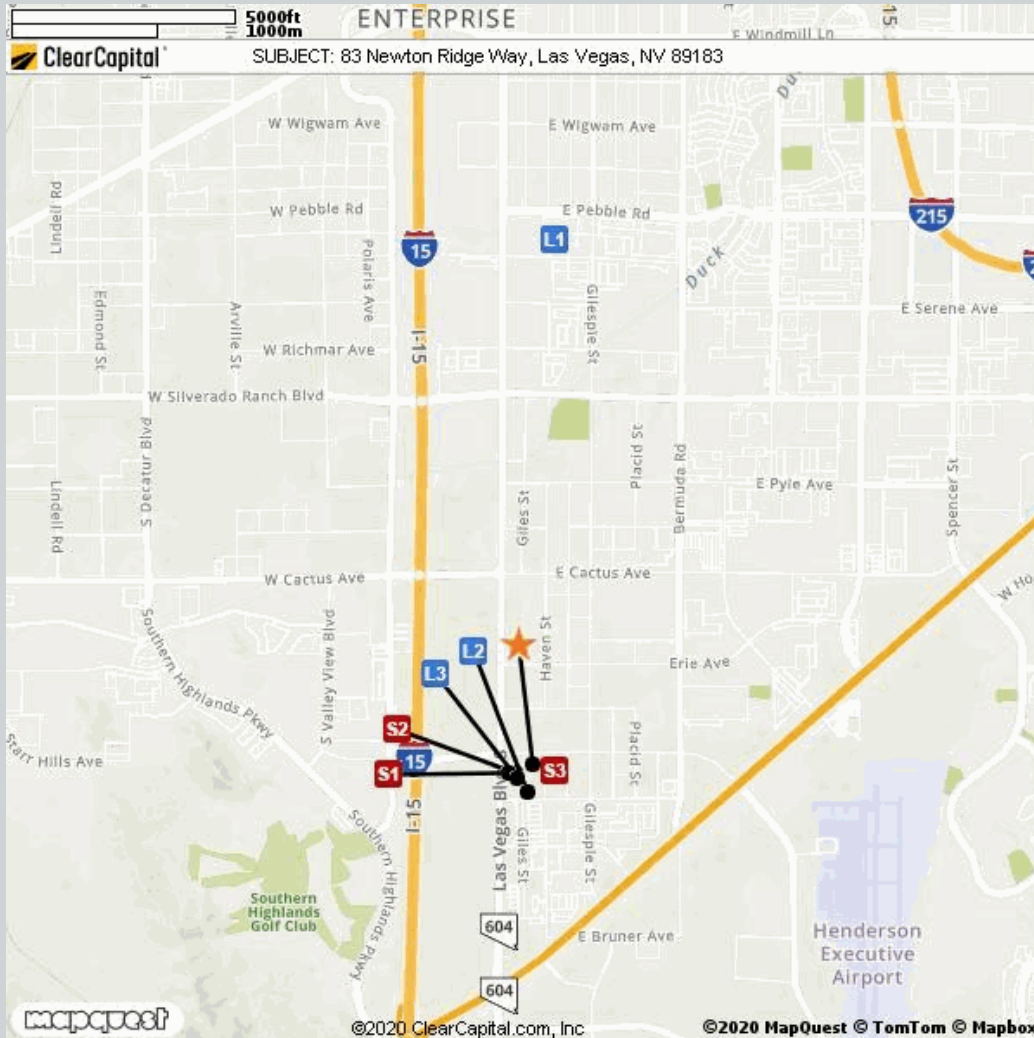 5000ft
1000m
ENTERPRISE
15
E Windmill Ln
ClearCapital
SUBJECT: 83 Newton Ridge Way, Las Vegas, NV 89183
Duck
W Wigwam Ave
E Wigwam Ave
Lindell Rd
W Pebble Rd
E Pebble Rd
215
L1
15
Polaris Ave
Duck
Edmond St
Arville St
Gilespie St
E Serene Ave
I-15
W Richmar Ave
W Silverado Ranch Blvd
S Decatur Blvd
Placid St
Bermuda Rd
Spencer St
Lindell Rd
Giles St
E Pyle Ave
W Cactus Ave
E Cactus Ave
Southern Highlands Pkwy
S Valley View Blvd
Haven St
L2
L3
Erie Ave
S2
15
S1
S3
Placid St
Starr Hills Ave
I-15
Las Vegas Blvd
Giles St
Gilespie St
Southern Highlands Pkwy
Southern
Highlands
Golf Club
604
E Bruner Ave
Henderson
Executive
Airport
604
mapquest
©2020 ClearCapital.com, Inc
©2020 MapQuest © TomTom © Mapbox